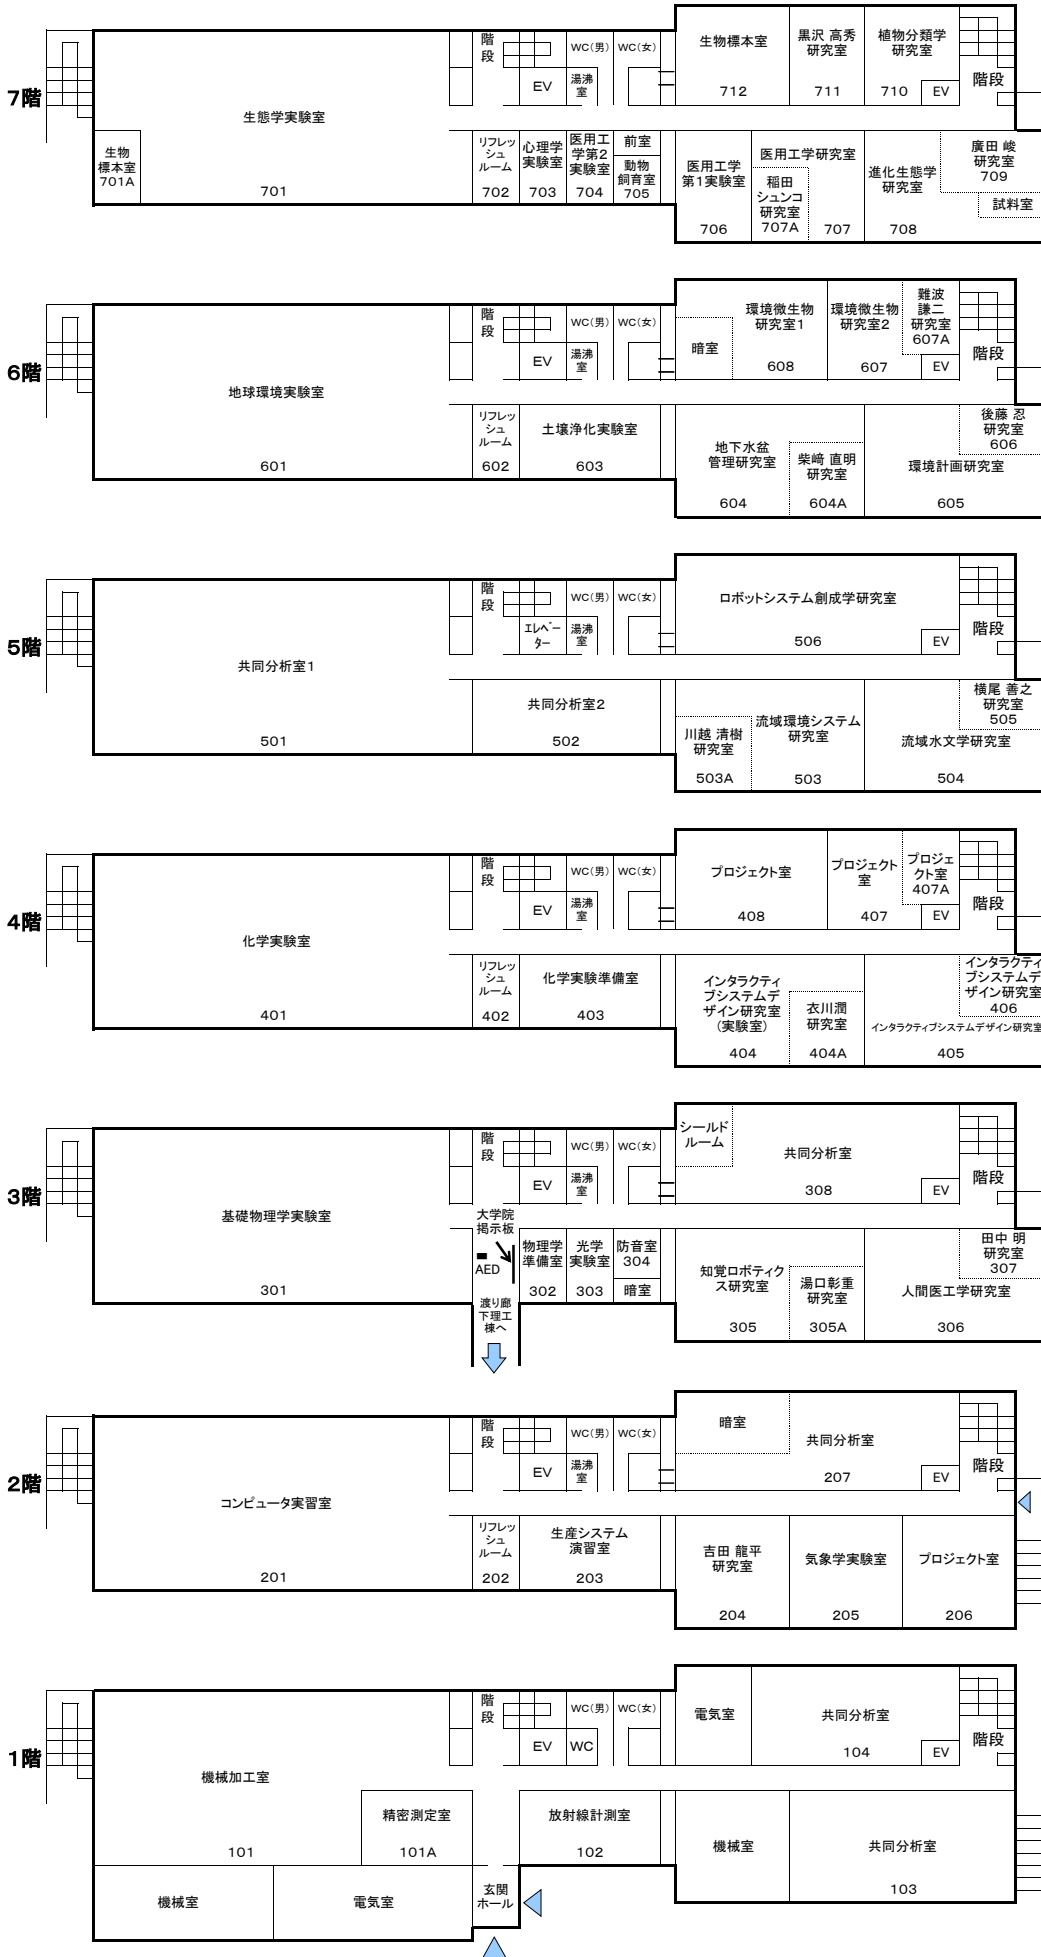 7階
階
段
WC(男)
WC(女)
EV
湯沸
室
生態学実験室
701
生物
標本室
701A
生物標本室
712
黒沢 高秀
研究室
711
植物分類学
研究室
710
EV
階段
リフレッ
シュ
ルーム
702
心理学
実験室
703
医用工
学第2
実験室
704
前室
動物
飼育室
705
医用工学
第1実験室
706
医用工学研究室
707
稲田
シュンコ
研究室
707A
進化生態学
研究室
708
廣田 峻
研究室
709
試料室
6階
階
段
WC(男)
WC(女)
EV
湯沸
室
地球環境実験室
601
暗室
環境微生物
研究室1
608
環境微生物
研究室2
607
難波
謙二
研究室
607A
EV
階段
リフレッ
シュ
ルーム
602
土壌浄化実験室
603
地下水盆
管理研究室
604
柴﨑 直明
研究室
604A
環境計画研究室
605
後藤 忍
研究室
606
5階
階
段
WC(男)
WC(女)
エレベー
ター
湯沸
室
共同分析室1
501
ロボットシステム創成学研究室
506
EV
階段
共同分析室2
502
川越 清樹
研究室
503A
流域環境システム
研究室
503
流域水文学研究室
504
横尾 善之
研究室
505
4階
階
段
WC(男)
WC(女)
EV
湯沸
室
化学実験室
401
プロジェクト室
408
プロジェクト
室
407
プロジェ
クト室
407A
EV
階段
リフレッ
シュ
ルーム
402
化学実験準備室
403
インタラクティ
ブシステムデ
ザイン研究室
(実験室)
404
衣川潤
研究室
404A
インタラクティブシステムデザイン研究室
405
インタラクティ
ブシステムデ
ザイン研究室
406
3階
階
段
WC(男)
WC(女)
EV
湯沸
室
基礎物理学実験室
301
シールド
ルーム
共同分析室
308
EV
階段
大学院
掲示板
AED
渡り廊
下理工
棟へ
物理学
準備室
302
光学
実験室
303
防音室
304
暗室
知覚ロボティク
ス研究室
305
湯口彰重
研究室
305A
人間医工学研究室
306
田中 明
研究室
307
2階
階
段
WC(男)
WC(女)
EV
湯沸
室
コンピュータ実習室
201
暗室
共同分析室
207
EV
階段
リフレッ
シュ
ルーム
202
生産システム
演習室
203
吉田 龍平
研究室
204
気象学実験室
205
プロジェクト室
206
1階
階
段
WC(男)
WC(女)
EV
WC
機械加工室
101
精密測定室
101A
電気室
共同分析室
104
EV
階段
放射線計測室
102
機械室
共同分析室
103
機械室
電気室
玄関
ホール